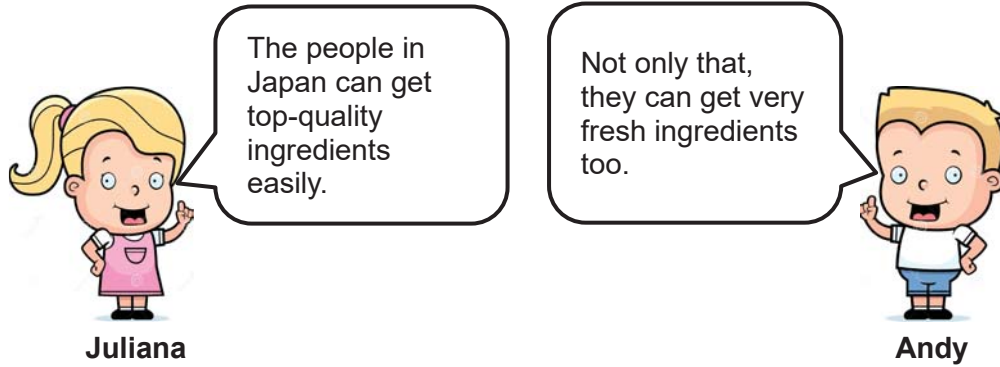 The people in
Japan can get
top-quality
ingredients
easily.
Not only that,
they can get very
fresh ingredients
too.
Juliana
Andy